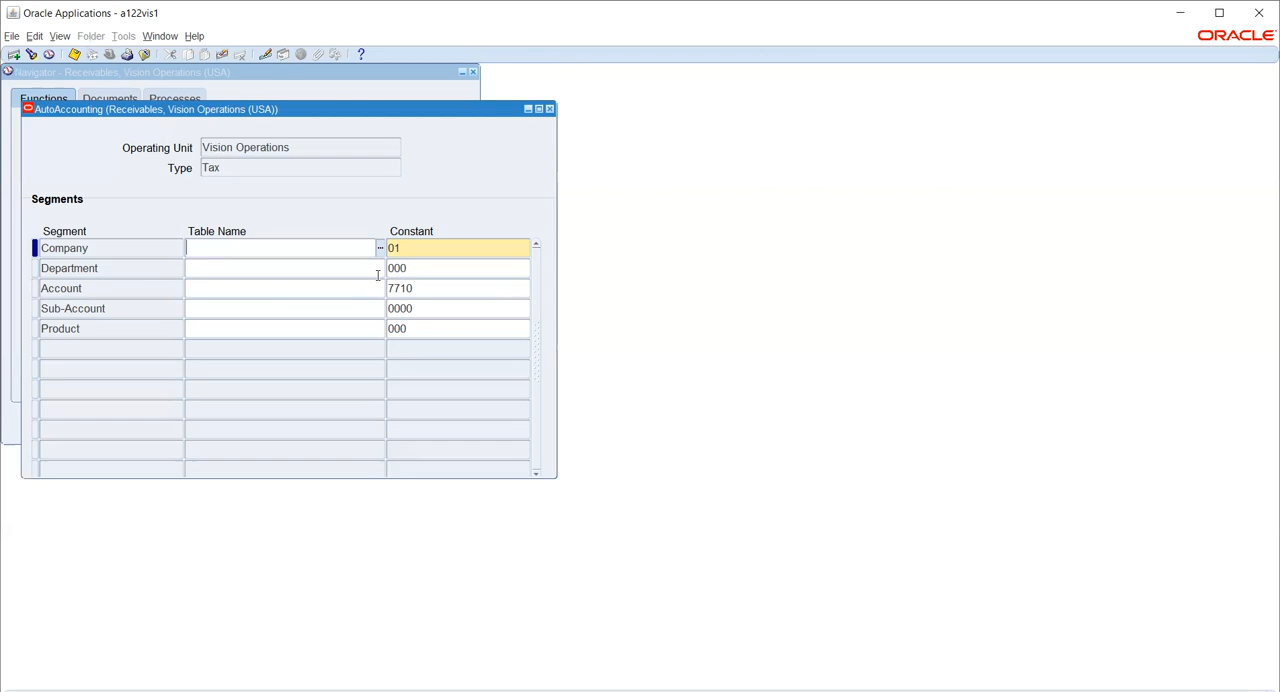 Oracle Applications - a122vis1
File Edit View Folder Tools Window Help
ORACLE
Navigator - Receivables, Vision Operations (USA)
Functions Documents Processes
AutoAccounting (Receivables, Vision Operations (USA))
Operating Unit Vision Operations
Type Tax
Segments
Segment Table Name Constant
Company 01
Department 000
Account 7710
Sub-Account 0000
Product 000